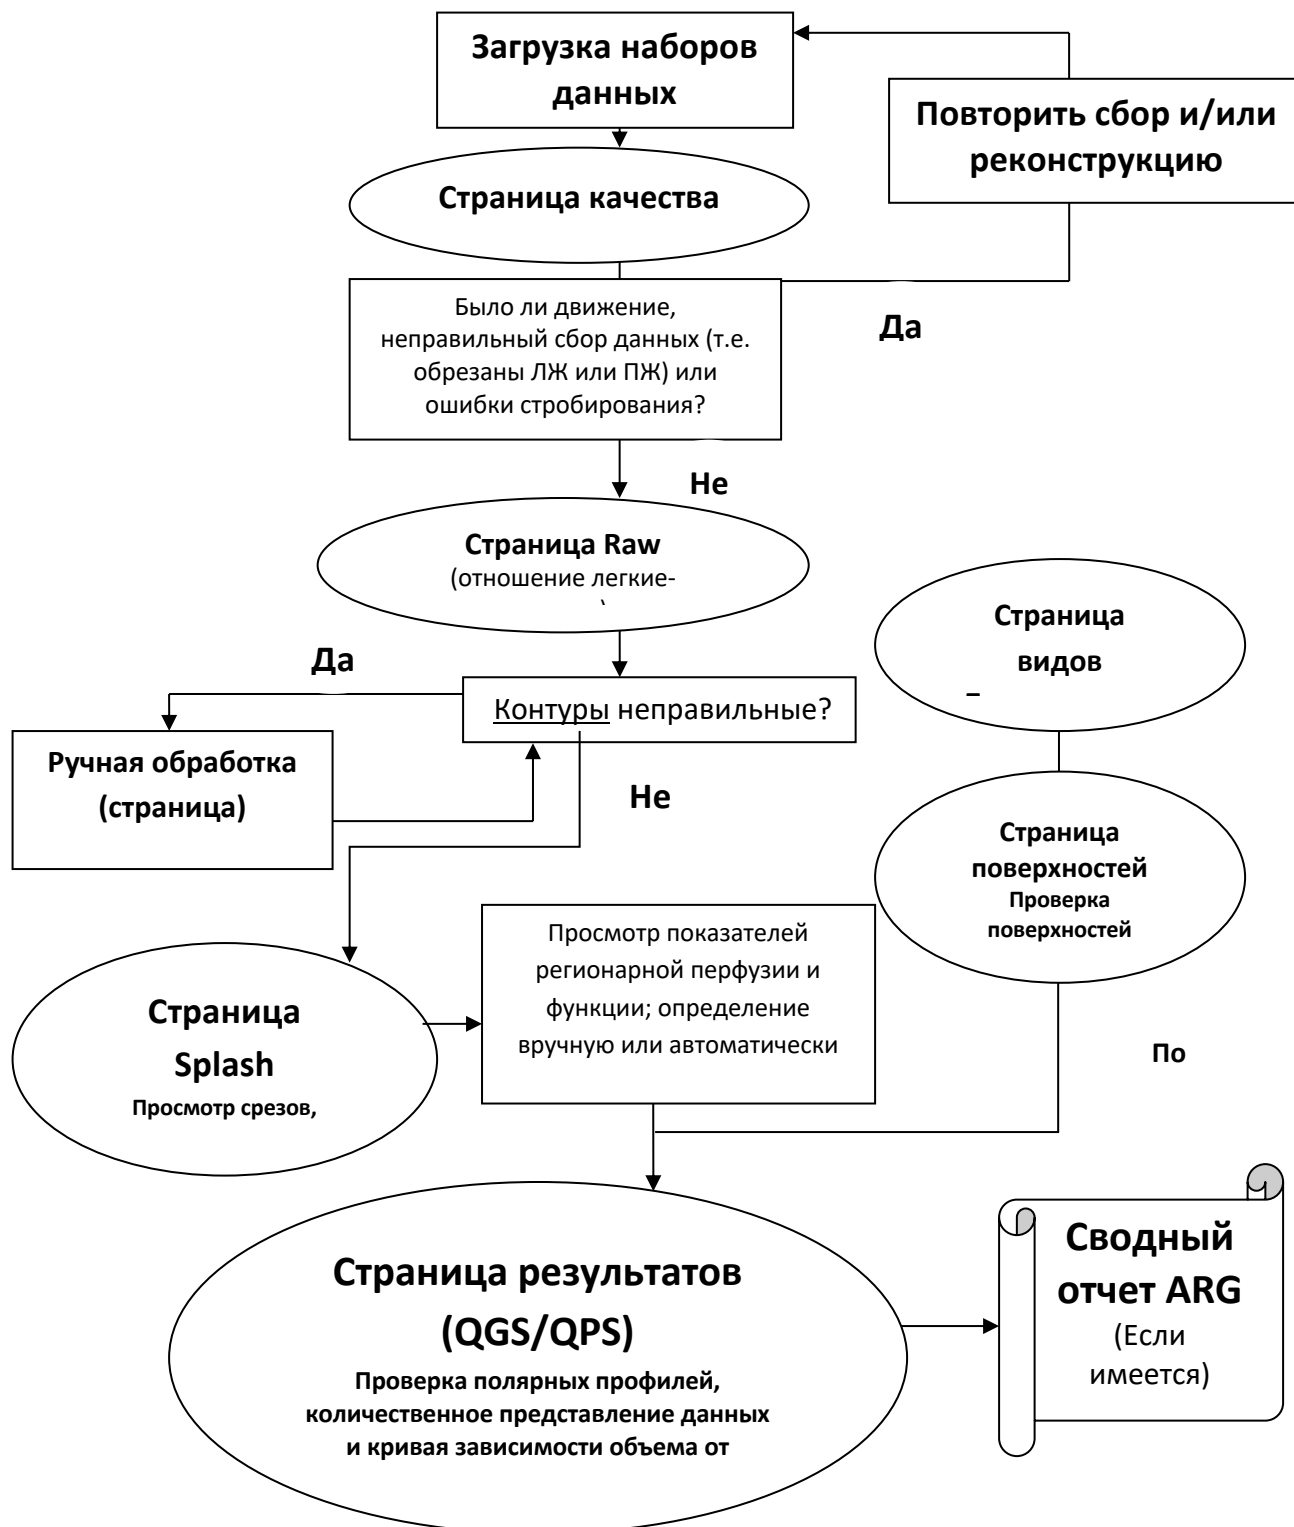 Загрузка наборов
данных
Повторить сбор и/или
реконструкцию
Страница качества
Было ли движение,
неправильный сбор данных (т.е.
обрезаны ЛЖ или ПЖ) или
ошибки стробирования?
Да
Не
Страница Raw
(отношение легкие-
Страница
видов
–
Да
Контуры неправильные?
Ручная обработка
(страница)
Не
Страница
поверхностей
Проверка
поверхностей
Просмотр показателей
регионарной перфузии и
функции; определение
вручную или автоматически
Страница
Splash
Просмотр срезов,
По
Страница результатов
(QGS/QPS)
Проверка полярных профилей,
количественное представление данных
и кривая зависимости объема от
Сводный
отчет ARG
(Если
имеется)